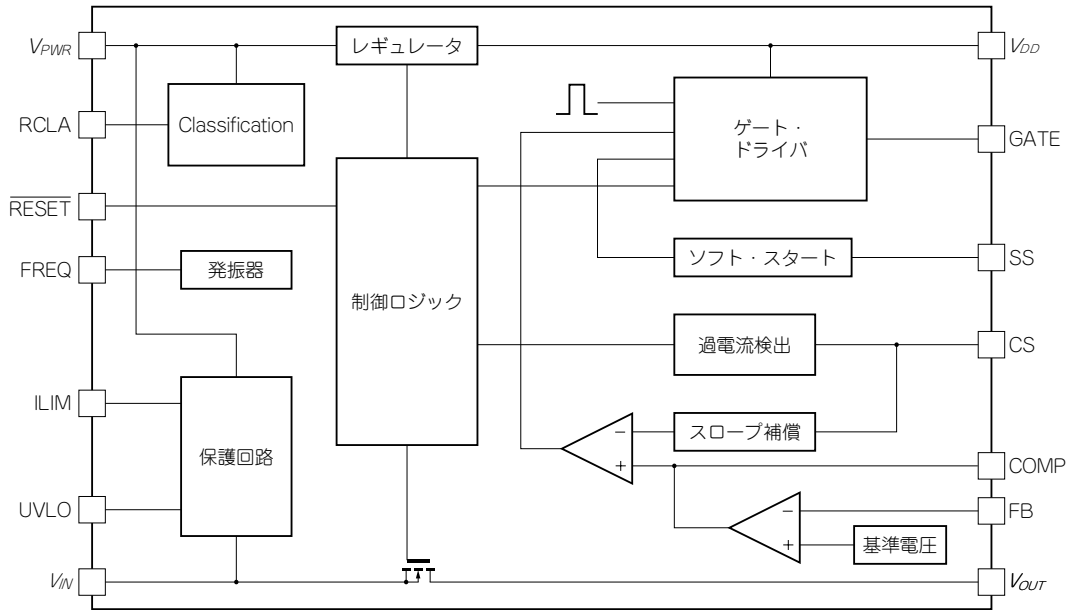 VPWR
レギュレータ
VDD
RCLA
Classification
ゲート・
ドライバ
GATE
RESET
FREQ
発振器
ソフト・スタート
SS
制御ロジック
過電流検出
CS
ILIM
保護回路
−
スロープ補償
+
COMP
UVLO
−
FB
+
基準電圧
VIN
VOUT